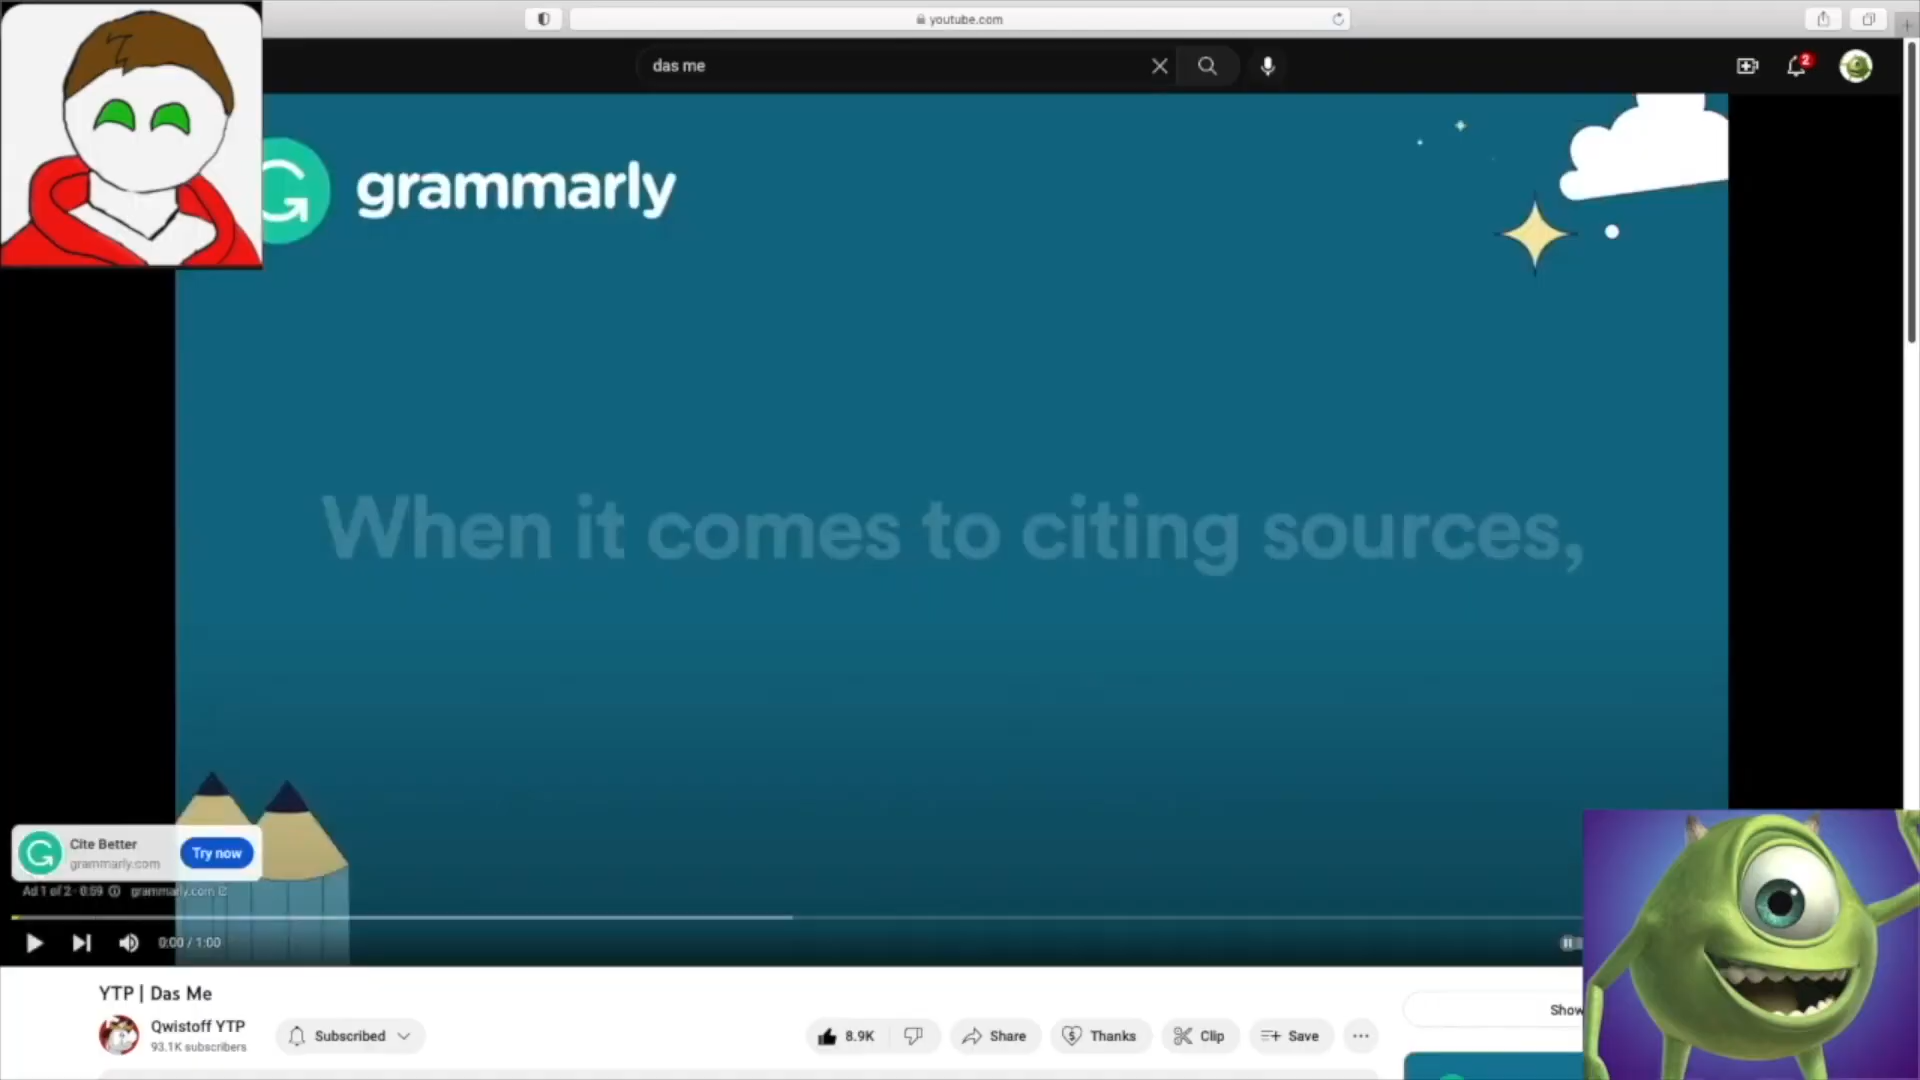 youtube.com
das me
2
grammarly
When it comes to citing sources,
Cite Better
grammarly.com
Try now
Ad 1 of 2 · 0:59 grammarly.com
0:00 / 1:00
YTP | Das Me
Qwistoff YTP
93.1K subscribers
Subscribed
8.9K
Share
Thanks
Clip
Save
Show